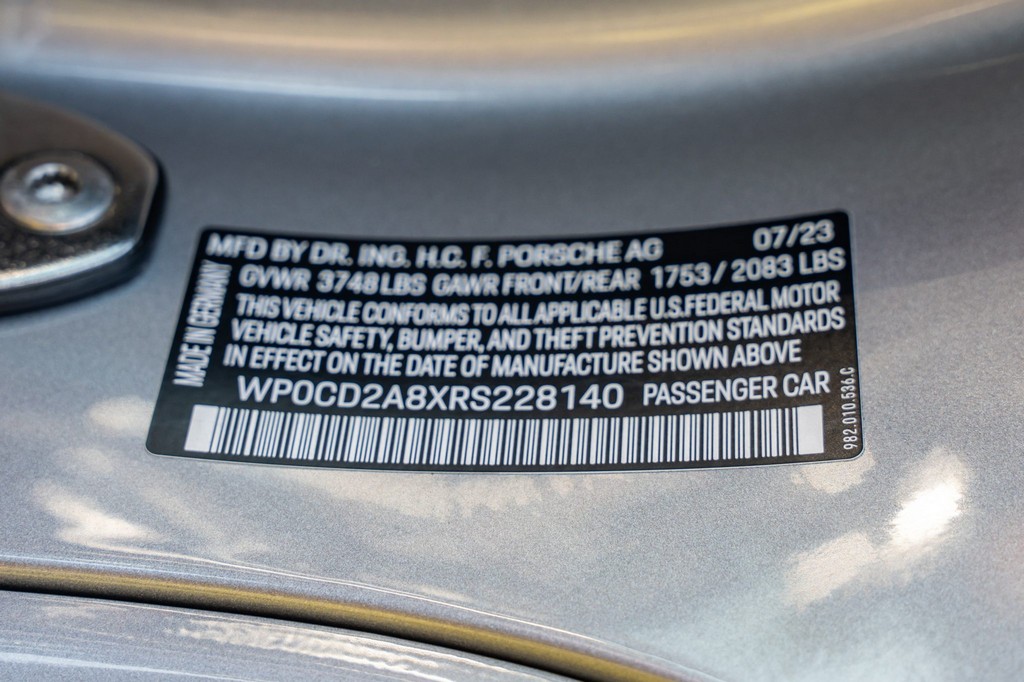 MFD BY DR. ING. H.C. F. PORSCHE AG 07/23
GVWR 3748 LBS GAWR FRONT/REAR 1753 / 2083 LBS
THIS VEHICLE CONFORMS TO ALL APPLICABLE U.S.FEDERAL MOTOR
VEHICLE SAFETY, BUMPER, AND THEFT PREVENTION STANDARDS
IN EFFECT ON THE DATE OF MANUFACTURE SHOWN ABOVE
WP0CD2A8XRS228140 PASSENGER CAR
MADE IN GERMANY
982.010.536.C